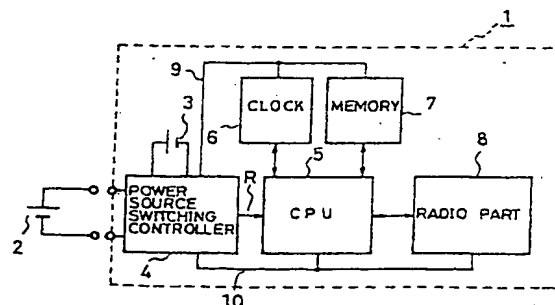 1
9
3
CLOCK
6
MEMORY
7
5
8
2
POWER
SOURCE
SWITCHING
CONTROLLER
R
CPU
RADIO PART
4
10